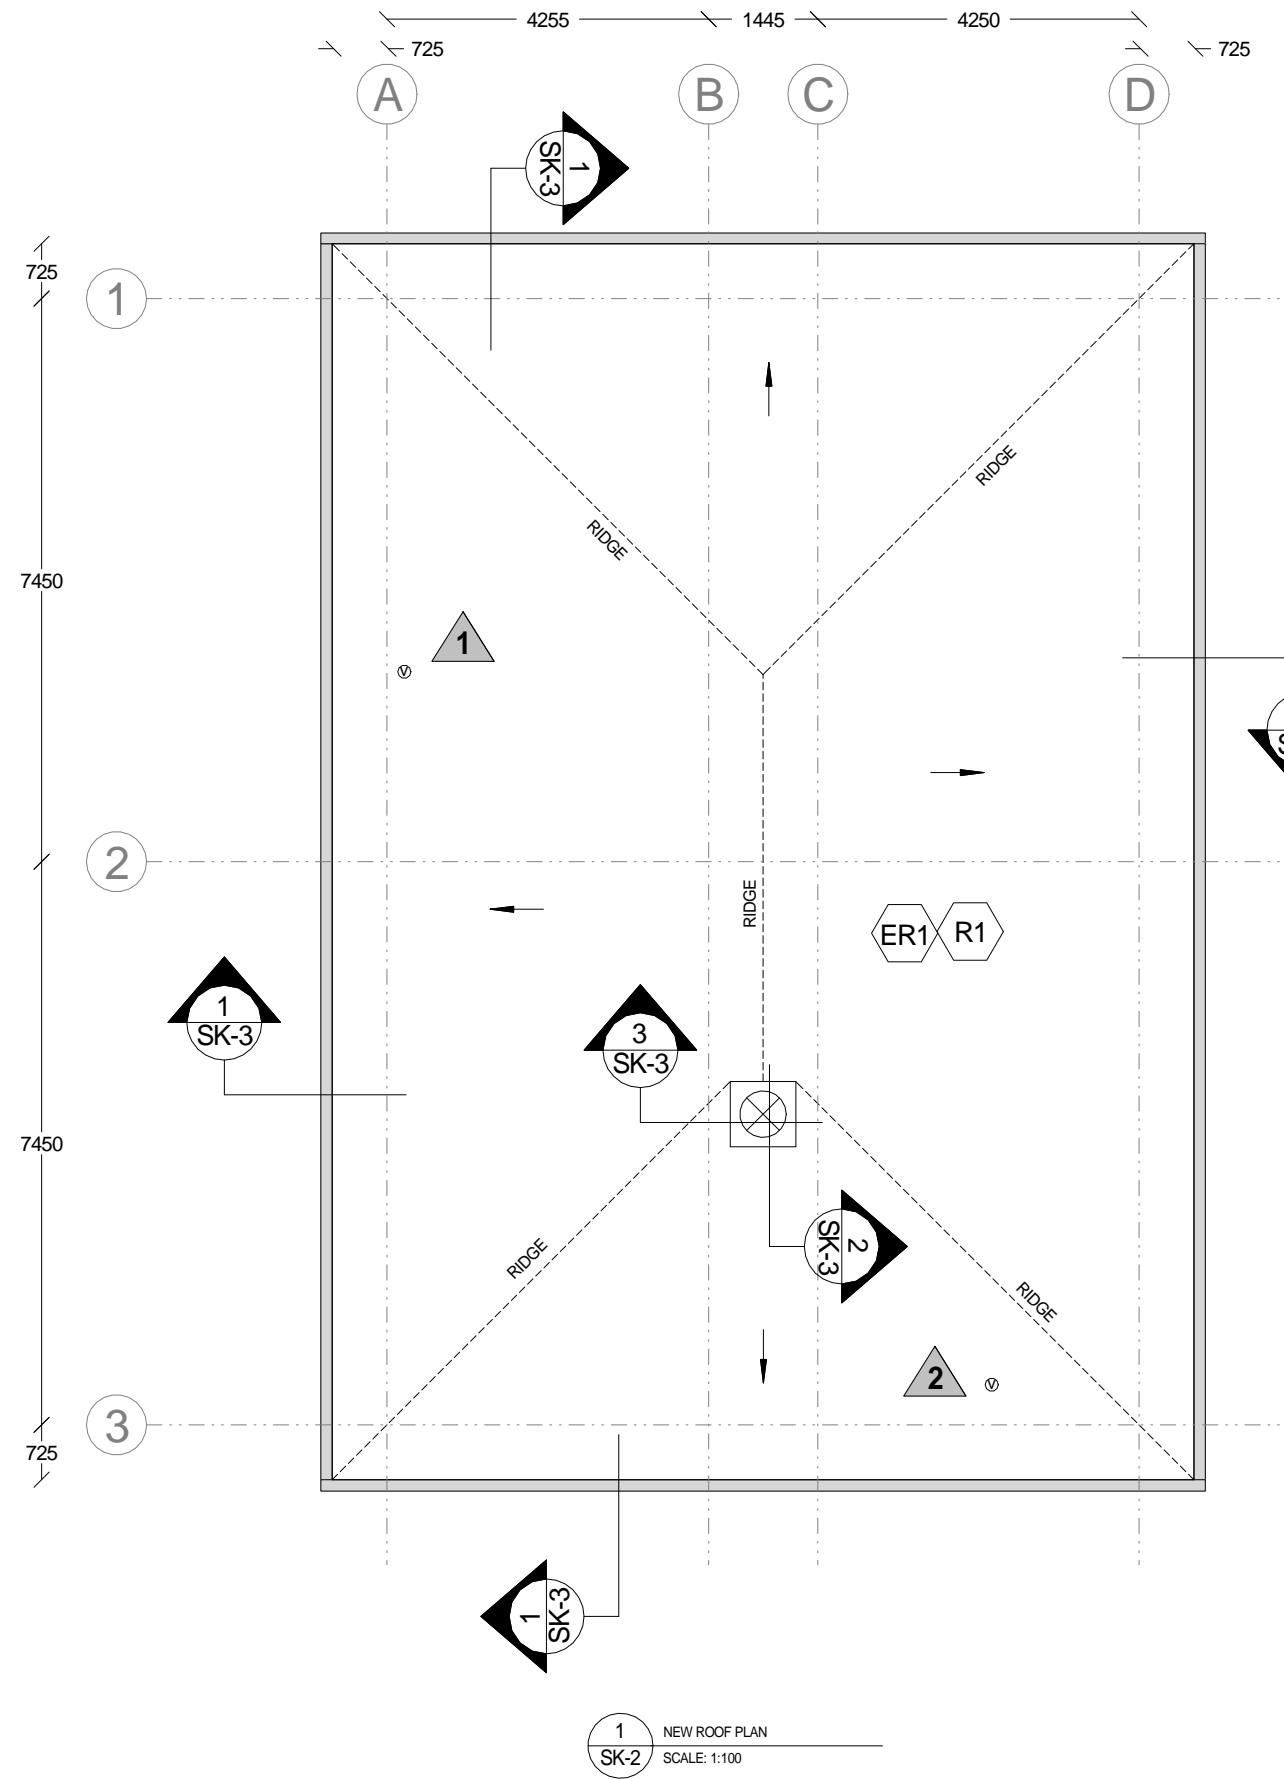 4255
1445
4250
725
725
A
B
C
D
1
SK-3
725
1
RIDGE
RIDGE
7450
1
V
2
RIDGE
ER1
R1
1
SK-3
3
SK-3
7450
2
SK-3
RIDGE
RIDGE
2
V
3
725
1
SK-3
1
NEW ROOF PLAN
SK-2
SCALE: 1:100